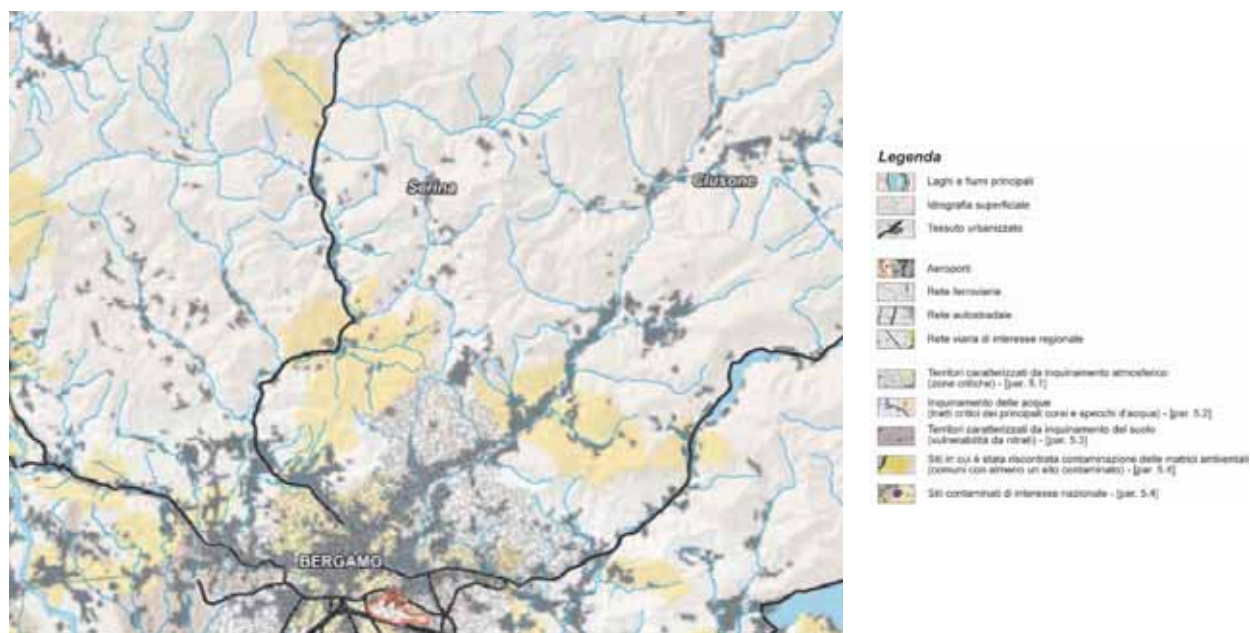 Serina
Clusone
BERGAMO
Legenda
Laghi e fiumi principali
Idrografia superficiale
Tessuto urbanizzato
Aeroporti
Rete ferroviaria
Rete autostradale
Rete viaria di interesse regionale
Territori caratterizzati da inquinamento atmosferico
(zone critiche) - [par. 5.1]
Inquinamento delle acque
(tratti critici dei principali corsi e specchi d'acqua) - [par. 5.2]
Territori caratterizzati da inquinamento del suolo
(vulnerabilità da nitrati) - [par. 5.3]
Siti in cui è stata riscontrata contaminazione delle matrici ambientali
(comuni con almeno un sito contaminato) - [par. 5.4]
Siti contaminati di interesse nazionale - [par. 5.4]